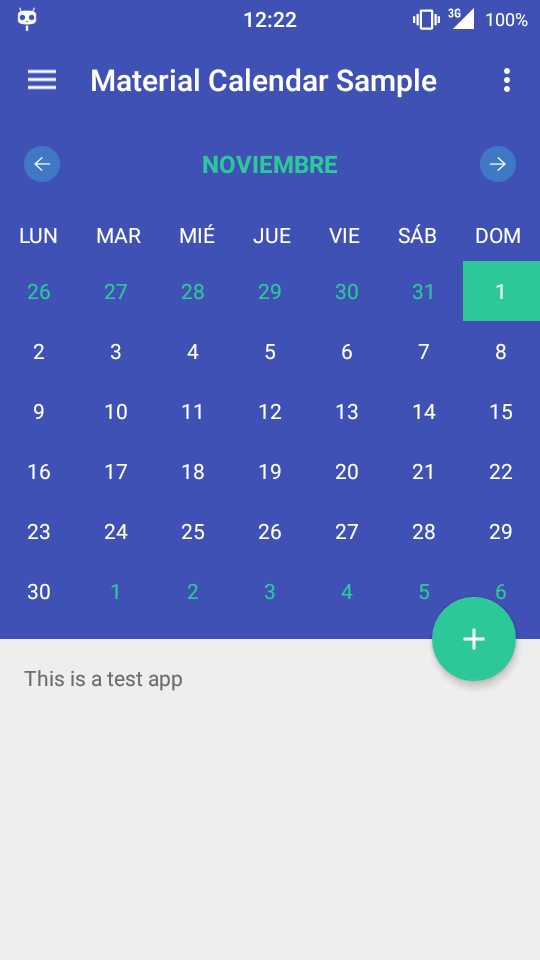 12:22 3G 100%
Material Calendar Sample
NOVIEMBRE
LUN MAR MIÉ JUE VIE SÁB DOM
26 27 28 29 30 31 1
2 3 4 5 6 7 8
9 10 11 12 13 14 15
16 17 18 19 20 21 22
23 24 25 26 27 28 29
30 1 2 3 4 5 6
+
This is a test app